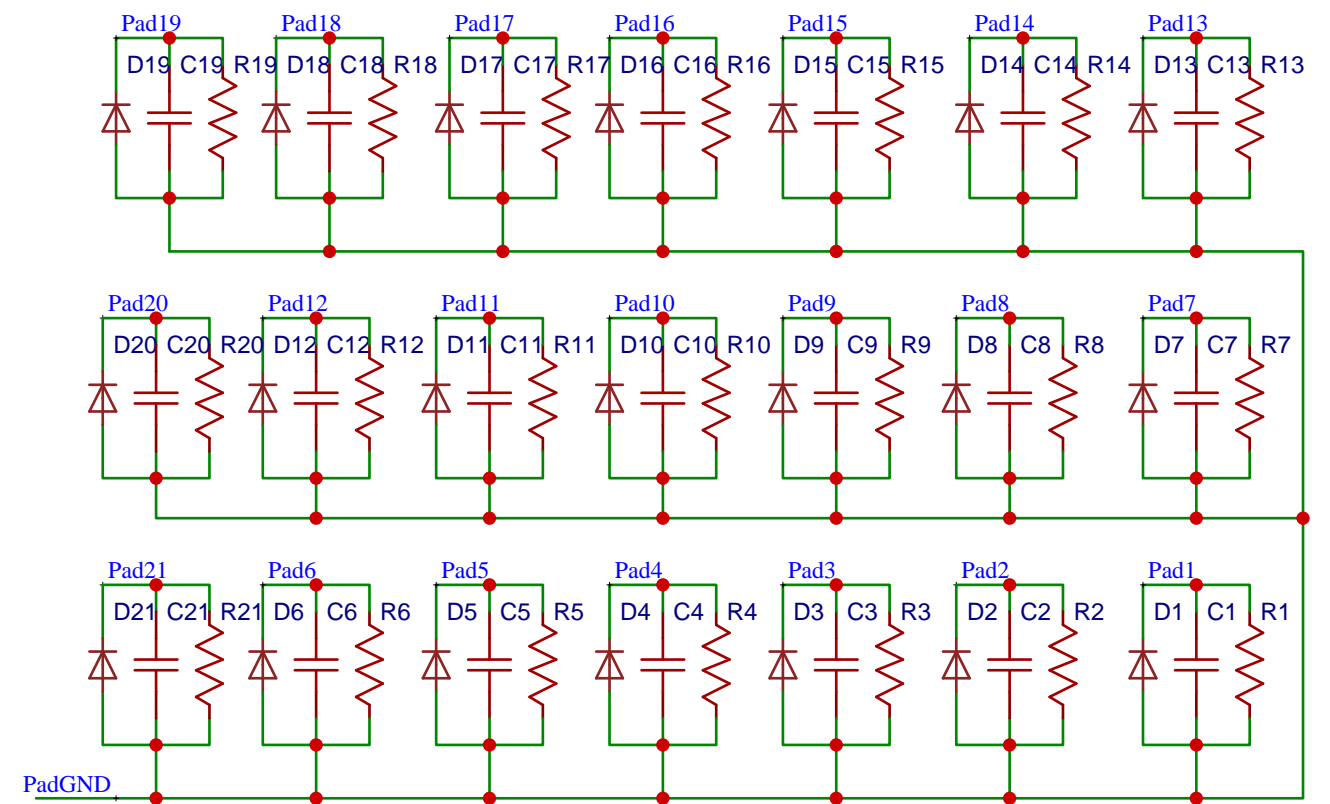 Pad19 Pad18 Pad17 Pad16 Pad15 Pad14 Pad13
D19 C19 R19 D18 C18 R18 D17 C17 R17 D16 C16 R16 D15 C15 R15 D14 C14 R14 D13 C13 R13
Pad20 Pad12 Pad11 Pad10 Pad9 Pad8 Pad7
D20 C20 R20 D12 C12 R12 D11 C11 R11 D10 C10 R10 D9 C9 R9 D8 C8 R8 D7 C7 R7
Pad21 Pad6 Pad5 Pad4 Pad3 Pad2 Pad1
D21 C21 R21 D6 C6 R6 D5 C5 R5 D4 C4 R4 D3 C3 R3 D2 C2 R2 D1 C1 R1
PadGND